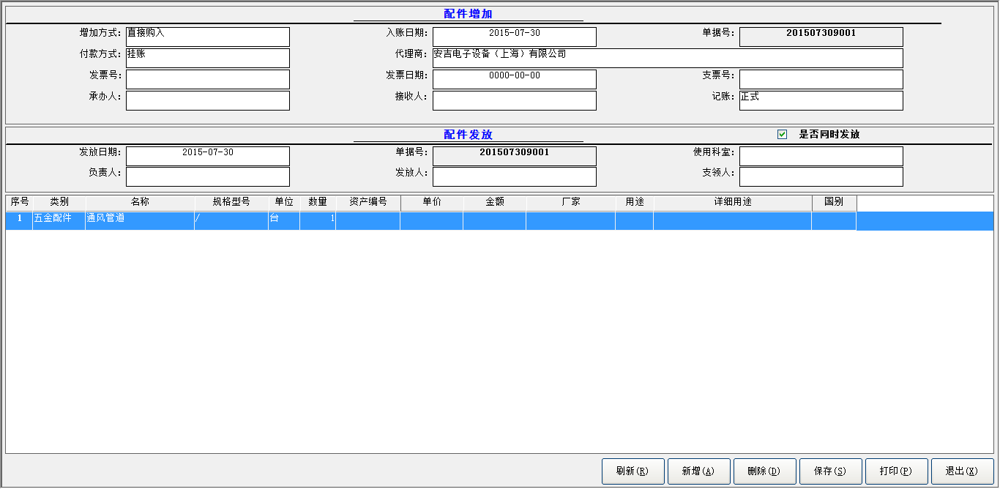 配件增加
增加方式: 直接购入 入账日期: 2015-07-30 单据号: 201507309001
付款方式: 挂账 代理商: 安吉电子设备（上海）有限公司
发票号: 发票日期: 0000-00-00 支票号:
承办人: 接收人: 记账: 正式
配件发放 是否同时发放
发放日期: 2015-07-30 单据号: 201507309001 使用科室:
负责人: 发放人: 支领人:
序号 类别 名称 规格型号 单位 数量 资产编号 单价 金额 厂家 用途 详细用途 国别
1 五金配件 通风管道 / 台 1
刷新(R) 新增(A) 删除(D) 保存(S) 打印(P) 退出(X)